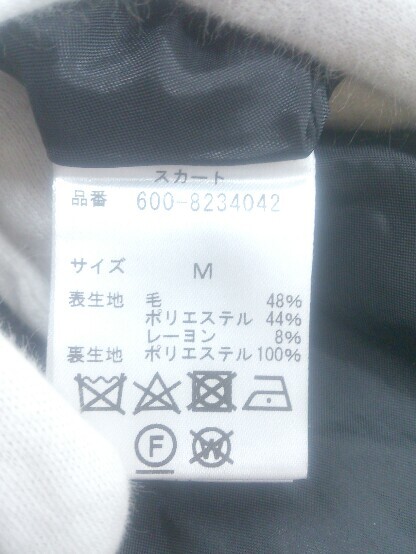 スカート
品番 600-8234042
サイズ M
表生地 毛 48%
ポリエステル 44%
レーヨン 8%
裏生地 ポリエステル 100%
F
W